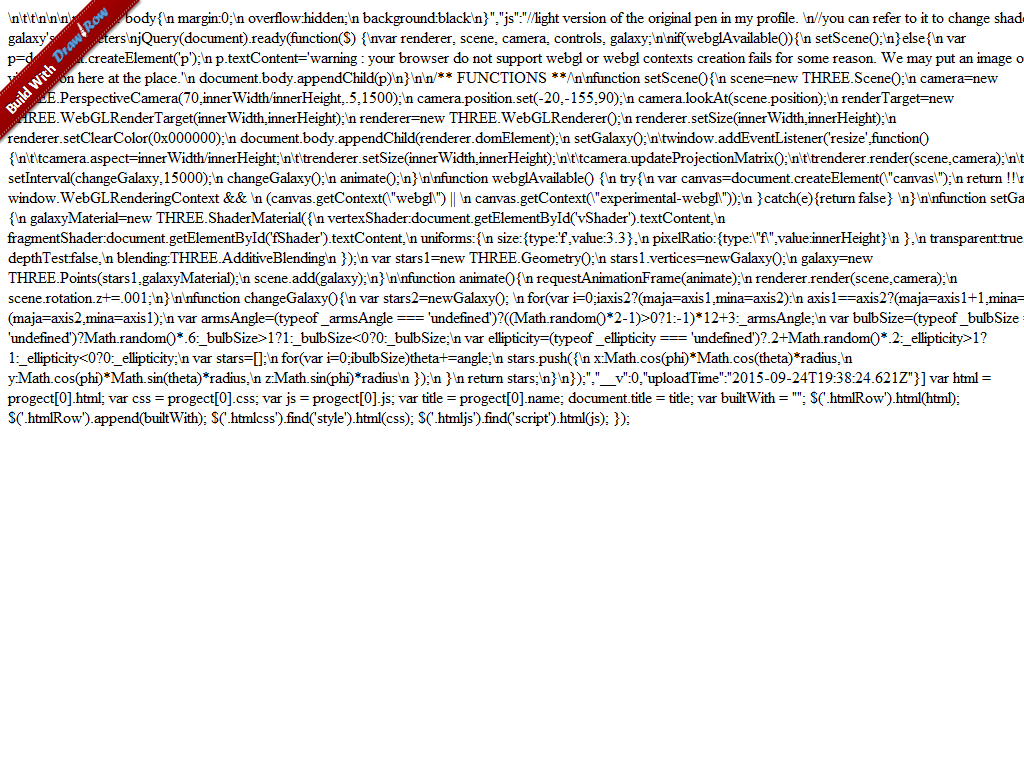 \n\t\t\n\n\n body{\n margin:0;\n overflow:hidden;\n background:black\n}","js":"//light version of the original pen in my profile. \n//you can refer to it to change
galaxy's \njQuery(document).ready(function($) {\nvar renderer, scene, camera, controls, galaxy;\n\nif(webglAvailable()){\n setScene();\n}else{\n var
\n p.textContent='warning : your browser do not support webgl or webgl contexts creation fails for some reason. We may put an image
here at the place.'\n document.body.appendChild(p)\n}\n\n/** FUNCTIONS **/\n\nfunction setScene(){\n scene=new THREE.Scene();\n camera=new
THREE.PerspectiveCamera(70,innerWidth/innerHeight,.5,1500);\n camera.position.set(-20,-155,90);\n camera.lookAt(scene.position);\n renderTarget=new
THREE.WebGLRenderTarget(innerWidth,innerHeight);\n renderer=new THREE.WebGLRenderer();\n renderer.setSize(innerWidth,innerHeight);\n
renderer.setClearColor(0x000000);\n document.body.appendChild(renderer.domElement);\n setGalaxy();\n\twindow.addEventListener('resize',function()
{\n\t\tcamera.aspect=innerWidth/innerHeight;\n\t\trenderer.setSize(innerWidth,innerHeight);\n\t\tcamera.updateProjectionMatrix();\n\t\trenderer.render(scene,camera);\n\t
setInterval(changeGalaxy,15000);\n changeGalaxy();\n animate();\n}\n\nfunction webglAvailable() {\n try{\n var canvas=document.createElement(\"canvas\");\n return !!\n
window.WebGLRenderingContext && \n (canvas.getContext(\"webgl\") || \n canvas.getContext(\"experimental-webgl\"));\n }catch(e){return false} \n}\n\nfunction
{\n galaxyMaterial=new THREE.ShaderMaterial({\n vertexShader:document.getElementById('vShader').textContent,\n
fragmentShader:document.getElementById('fShader').textContent,\n uniforms:{\n size:{type:'f',value:3.3},\n pixelRatio:{type:\"f\",value:innerHeight}\n },\n transparent:true
depthTest:false,\n blending:THREE.AdditiveBlending\n });\n var stars1=new THREE.Geometry();\n stars1.vertices=newGalaxy();\n galaxy=new
THREE.Points(stars1,galaxyMaterial);\n scene.add(galaxy);\n}\n\nfunction animate(){\n requestAnimationFrame(animate);\n renderer.render(scene,camera);\n
scene.rotation.z+=.001;\n}\n\nfunction changeGalaxy(){\n var stars2=newGalaxy(); \n for(var i=0;iaxis2?(maja=axis1,mina=axis2):\n axis1==axis2?(maja=axis1+1,mina=
(maja=axis2,mina=axis1);\n var armsAngle=(typeof _armsAngle === 'undefined')?((Math.random()*2-1)>0?1:-1)*12+3:_armsAngle;\n var bulbSize=(typeof _bulbSize
'undefined')?Math.random()*.6:_bulbSize>1?1:_bulbSize<0?0:_bulbSize;\n var ellipticity=(typeof _ellipticity === 'undefined')?.2+Math.random()*.2:_ellipticity>1?
1:_ellipticity<0?0:_ellipticity;\n var stars=[];\n for(var i=0;ibulbSize)theta+=angle;\n stars.push({\n x:Math.cos(phi)*Math.cos(theta)*radius,\n
y:Math.cos(phi)*Math.sin(theta)*radius,\n z:Math.sin(phi)*radius\n });\n }\n return stars;\n}\n});","__v":0,"uploadTime":"2015-09-24T19:38:24.621Z"}] var html =
progect[0].html; var css = progect[0].css; var js = progect[0].js; var title = progect[0].name; document.title = title; var builtWith = ""; $('.htmlRow').html(html);
$('.htmlRow').append(builtWith); $('.htmlcss').find('style').html(css); $('.htmljs').find('script').html(js); });
Build With Draw Row